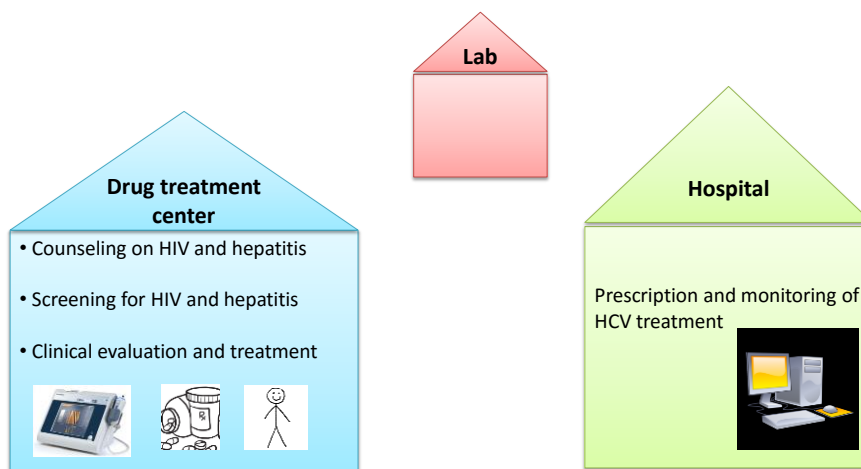 Lab
Drug treatment
center
• Counseling on HIV and hepatitis
• Screening for HIV and hepatitis
• Clinical evaluation and treatment
Hospital
Prescription and monitoring of
HCV treatment